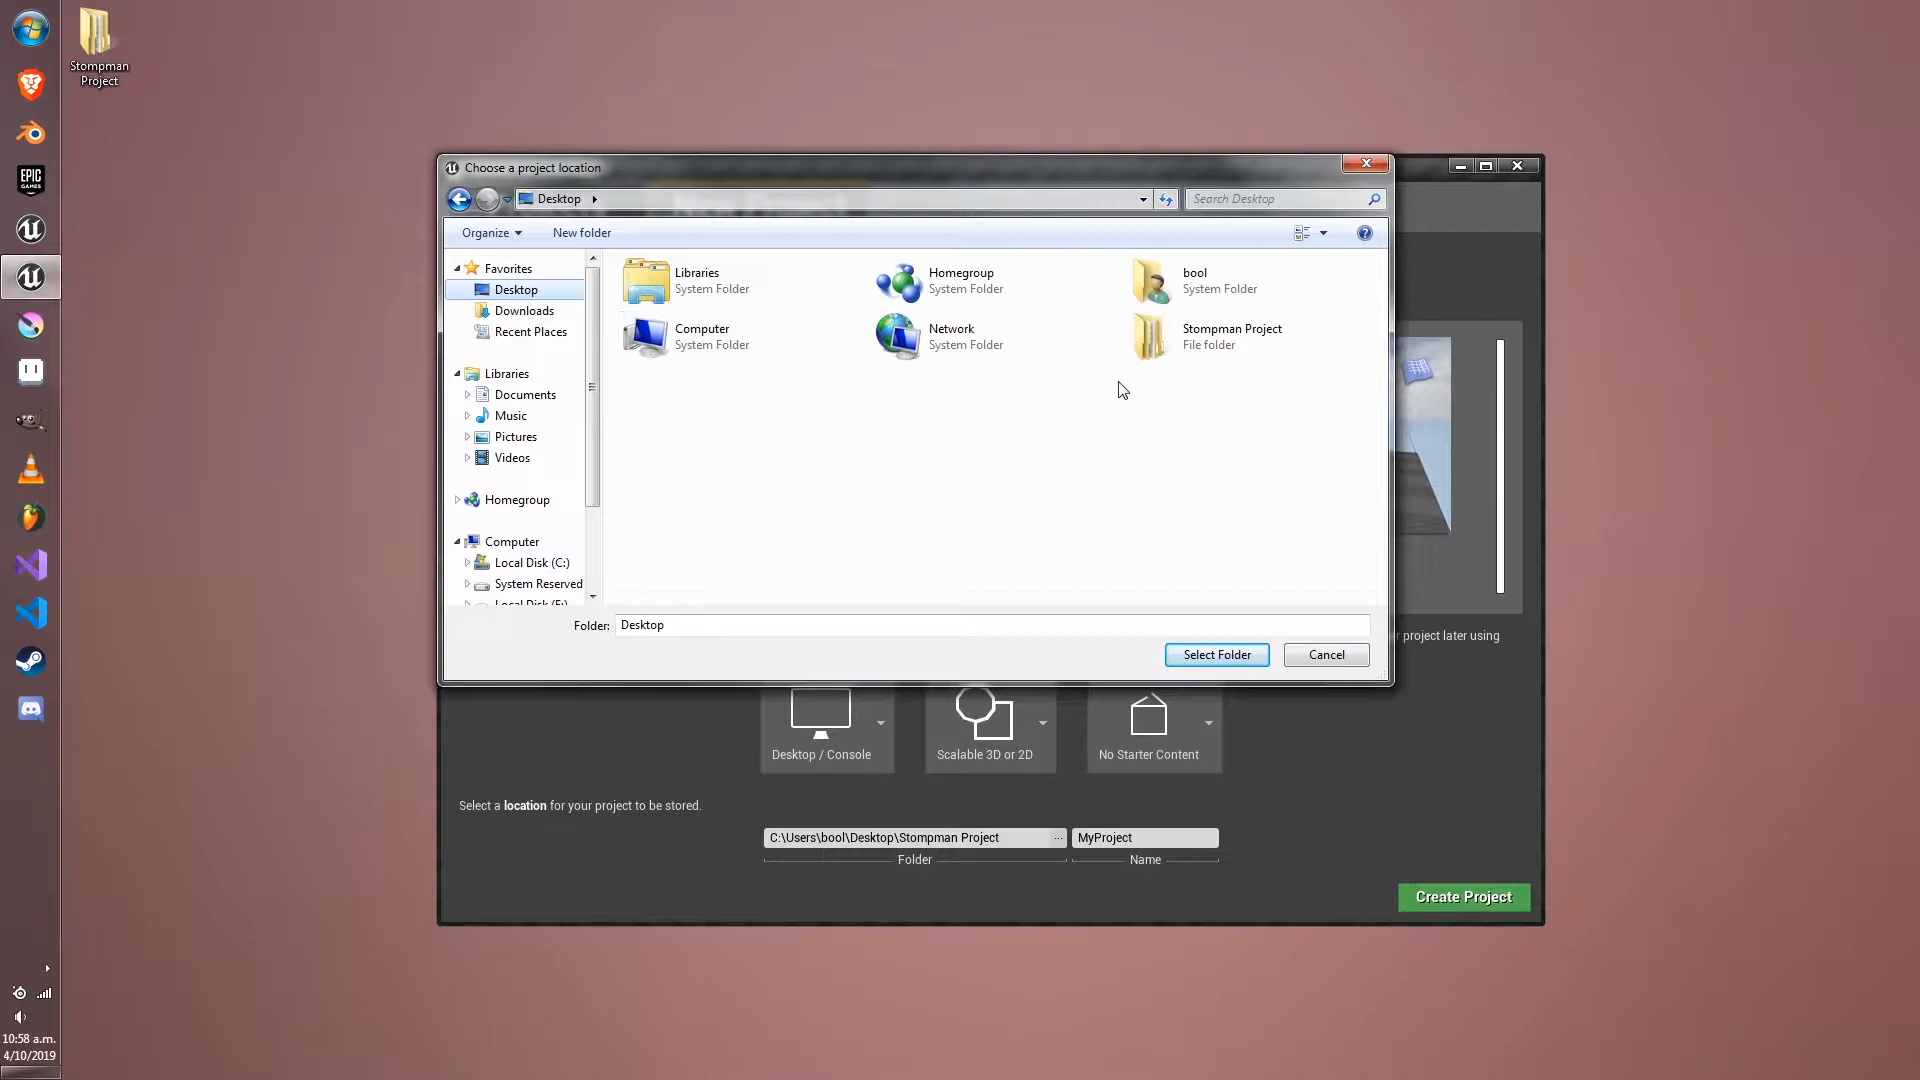 Stompman
Project
EPIC
GAMES
Choose a project location
Desktop
Search Desktop
Organize
New folder
Favorites
Desktop
Downloads
Recent Places
Libraries
Documents
Music
Pictures
Videos
Homegroup
Computer
Local Disk (C:)
System Reserved
Libraries
System Folder
Homegroup
System Folder
bool
System Folder
Computer
System Folder
Network
System Folder
Stompman Project
File folder
Folder:
Desktop
Select Folder
Cancel
project later using
Desktop / Console
Scalable 3D or 2D
No Starter Content
Select a location for your project to be stored.
C:\Users\bool\Desktop\Stompman Project
...
MyProject
Folder
Name
Create Project
10:58 a.m.
4/10/2019